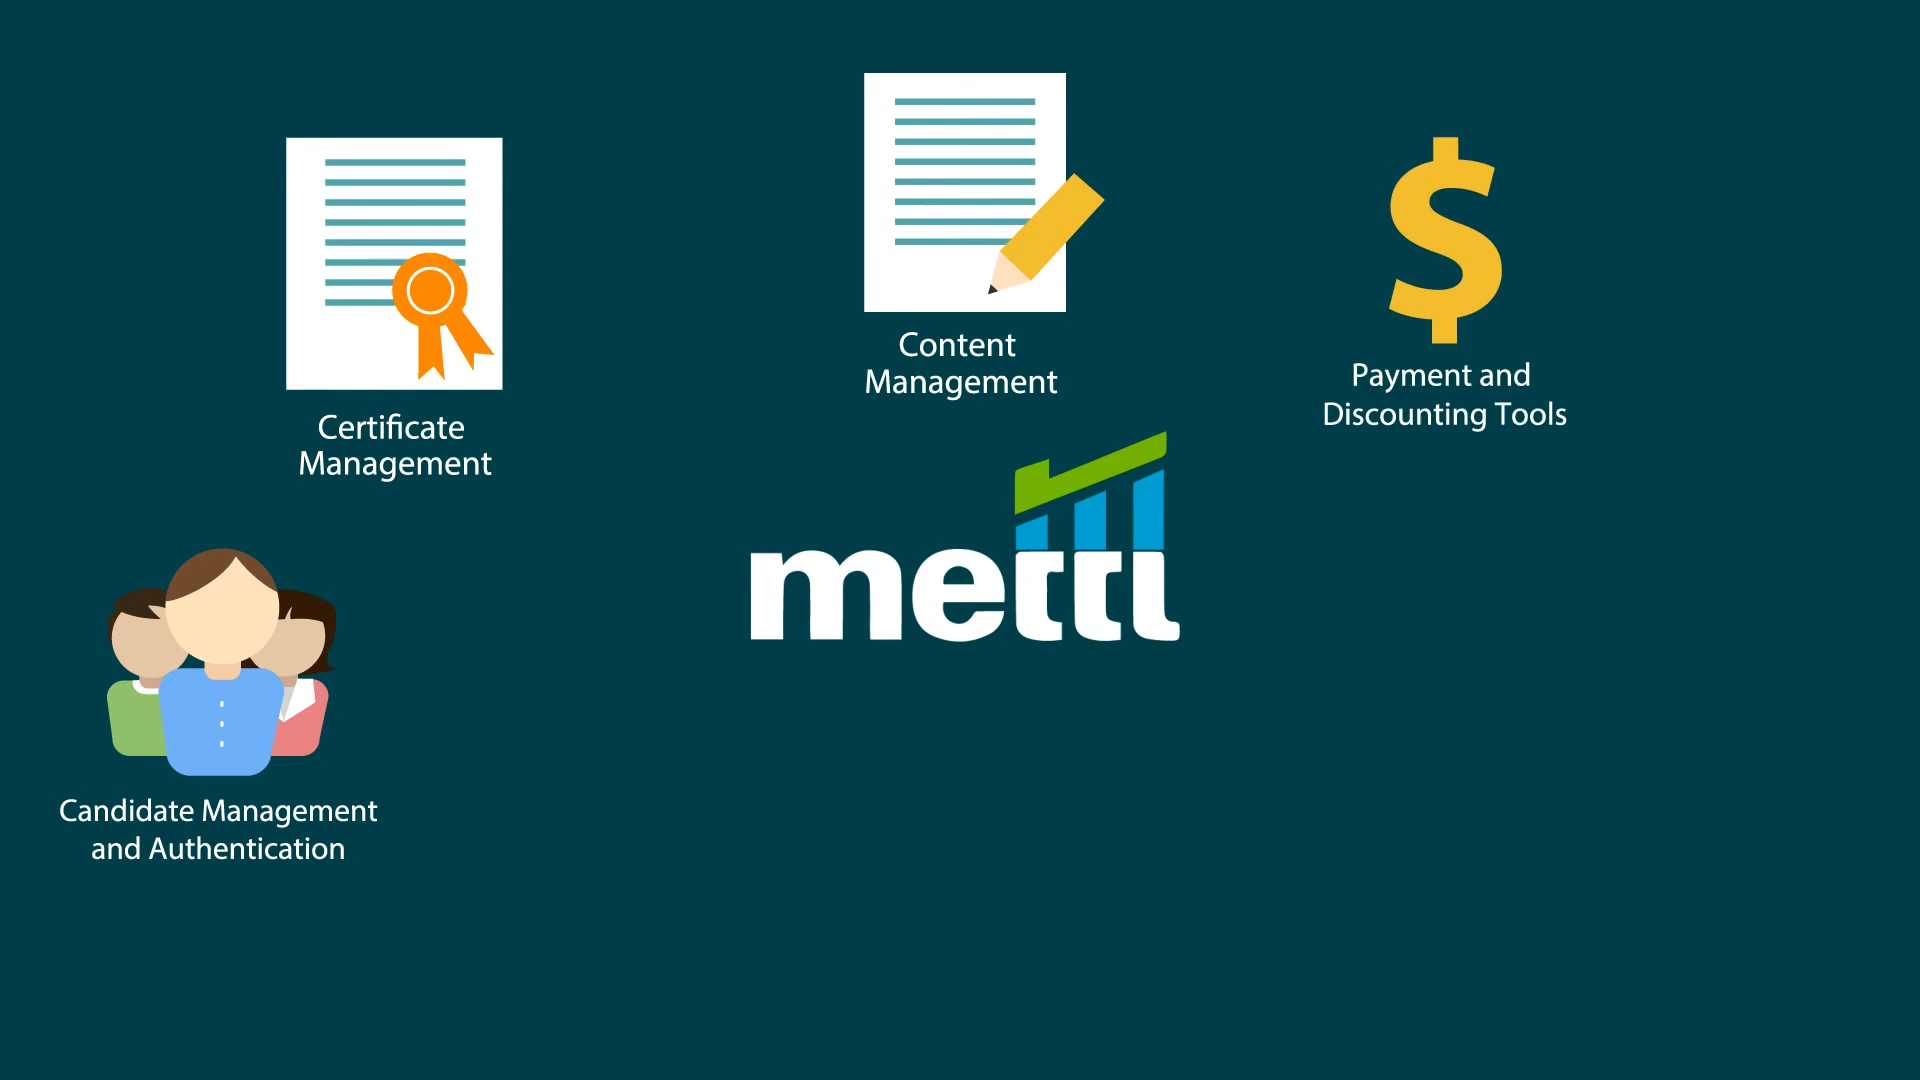 Content
Management
Payment and
Discounting Tools
Certificate
Management
mettl
Candidate Management
and Authentication